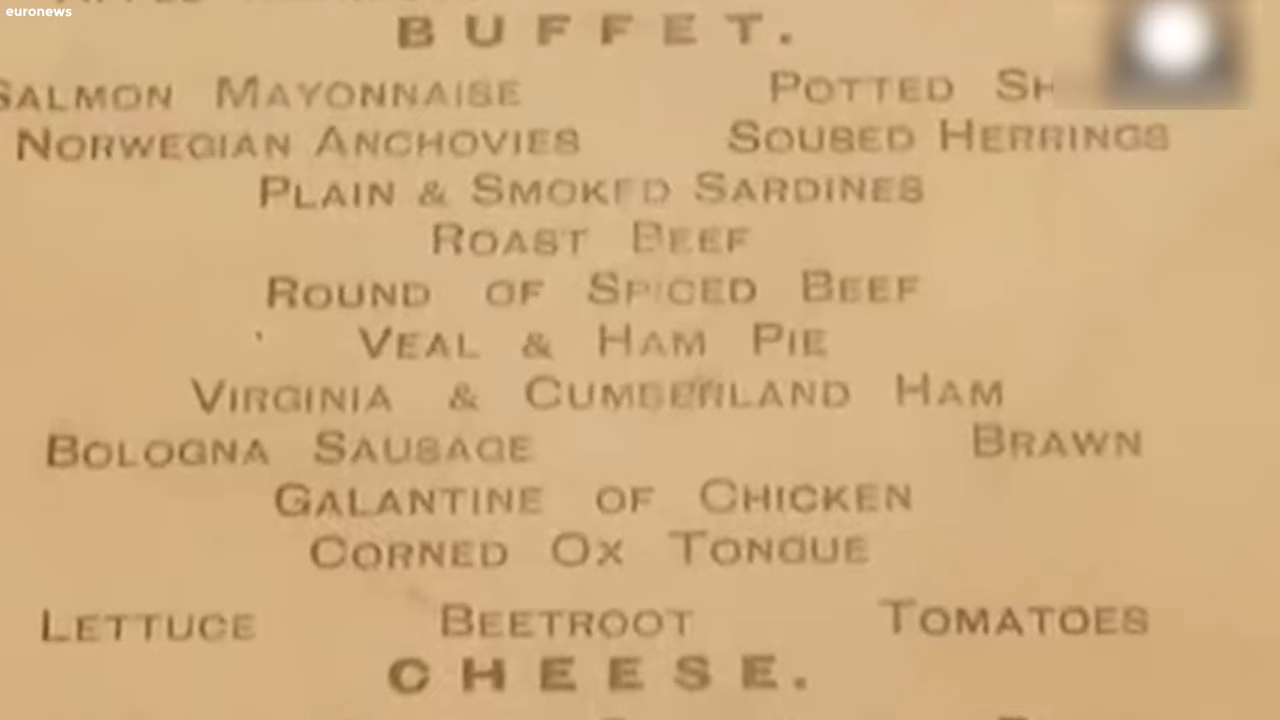 euronews
BUFFET.
SALMON MAYONNAISE POTTED
NORWEGIAN ANCHOVIES SOUSED HERRINGS
PLAIN & SMOKED SARDINES
ROAST BEEF
ROUND OF SPICED BEEF
VEAL & HAM PIE
VIRGINIA & CUMBERLAND HAM
BOLOGNA SAUSAGE BRAWN
GALANTINE OF CHICKEN
CORNED OX TONGUE
LETTUCE BEETROOT TOMATOES
CHEESE.